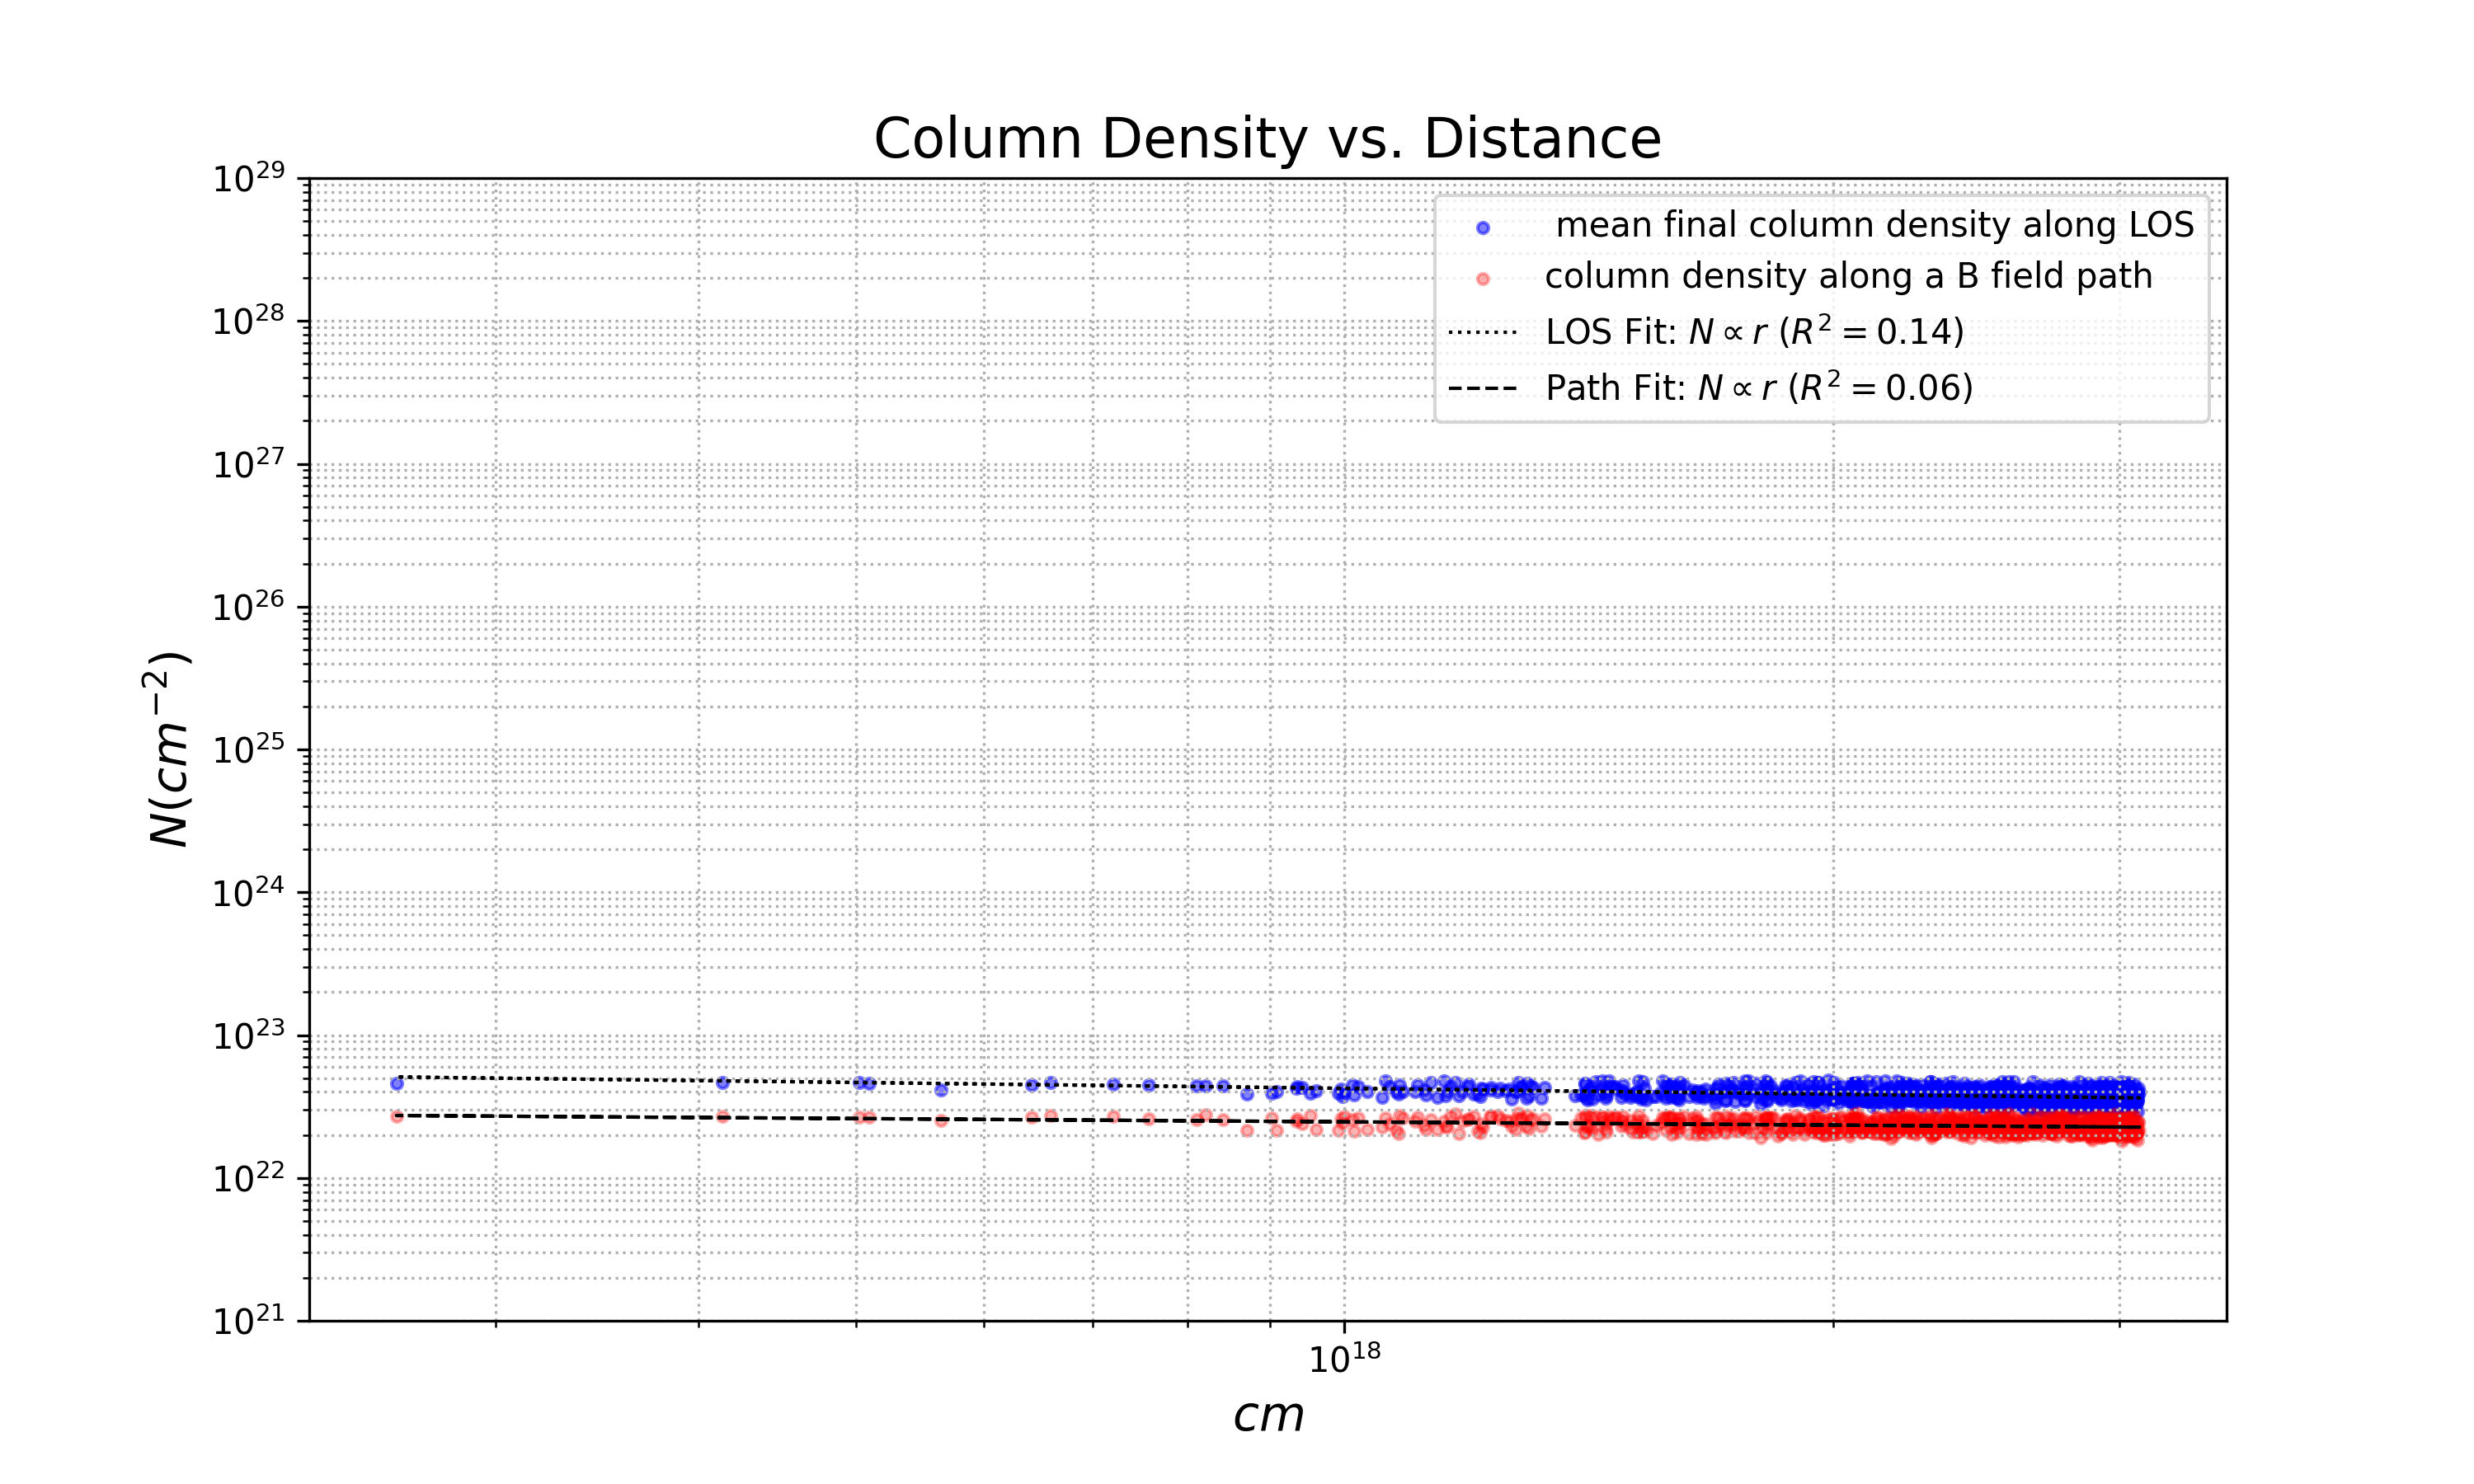 Column Density vs. Distance
10^29
10^28
10^27
10^26
10^25
10^24
10^23
10^22
10^21
N(cm^−2)
mean final column density along LOS
column density along a B field path
LOS Fit: N ∝ r (R^2 = 0.14)
Path Fit: N ∝ r (R^2 = 0.06)
10^18
cm